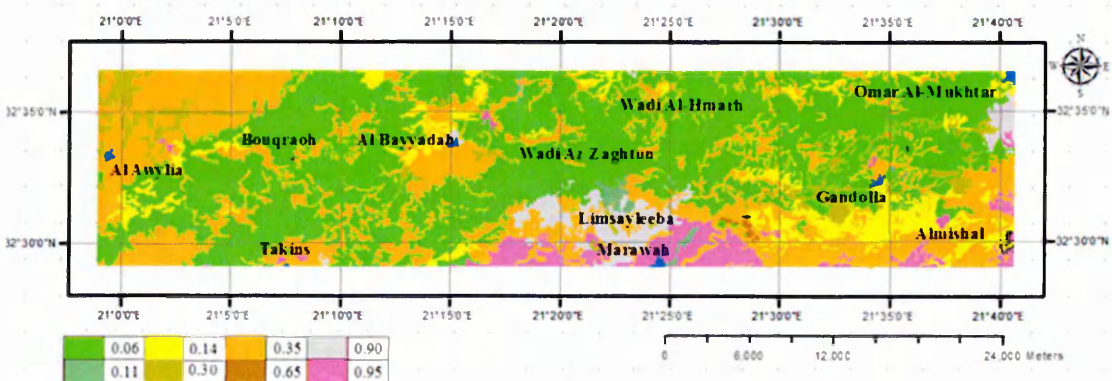 21°0'0"E 21°5'0"E 21°10'0"E 21°15'0"E 21°20'0"E 21°25'0"E 21°30'0"E 21°35'0"E 21°40'0"E
N
W E
S
Omar Al-Mukhtar
Wadi Al-Hmarh
32°35'0"N 32°35'0"N
Bouqraoh Al Bayyadah
Wadi Az Zaghtun
Al Awylia
Gandolla
Limsayleeba
Almishal
32°30'0"N 32°30'0"N
Takins Marawah
21°0'0"E 21°5'0"E 21°10'0"E 21°15'0"E 21°20'0"E 21°25'0"E 21°30'0"E 21°35'0"E 21°40'0"E
0.06 0.14 0.35 0.90
0.11 0.30 0.65 0.95
0 6,000 12,000 24,000 Meters